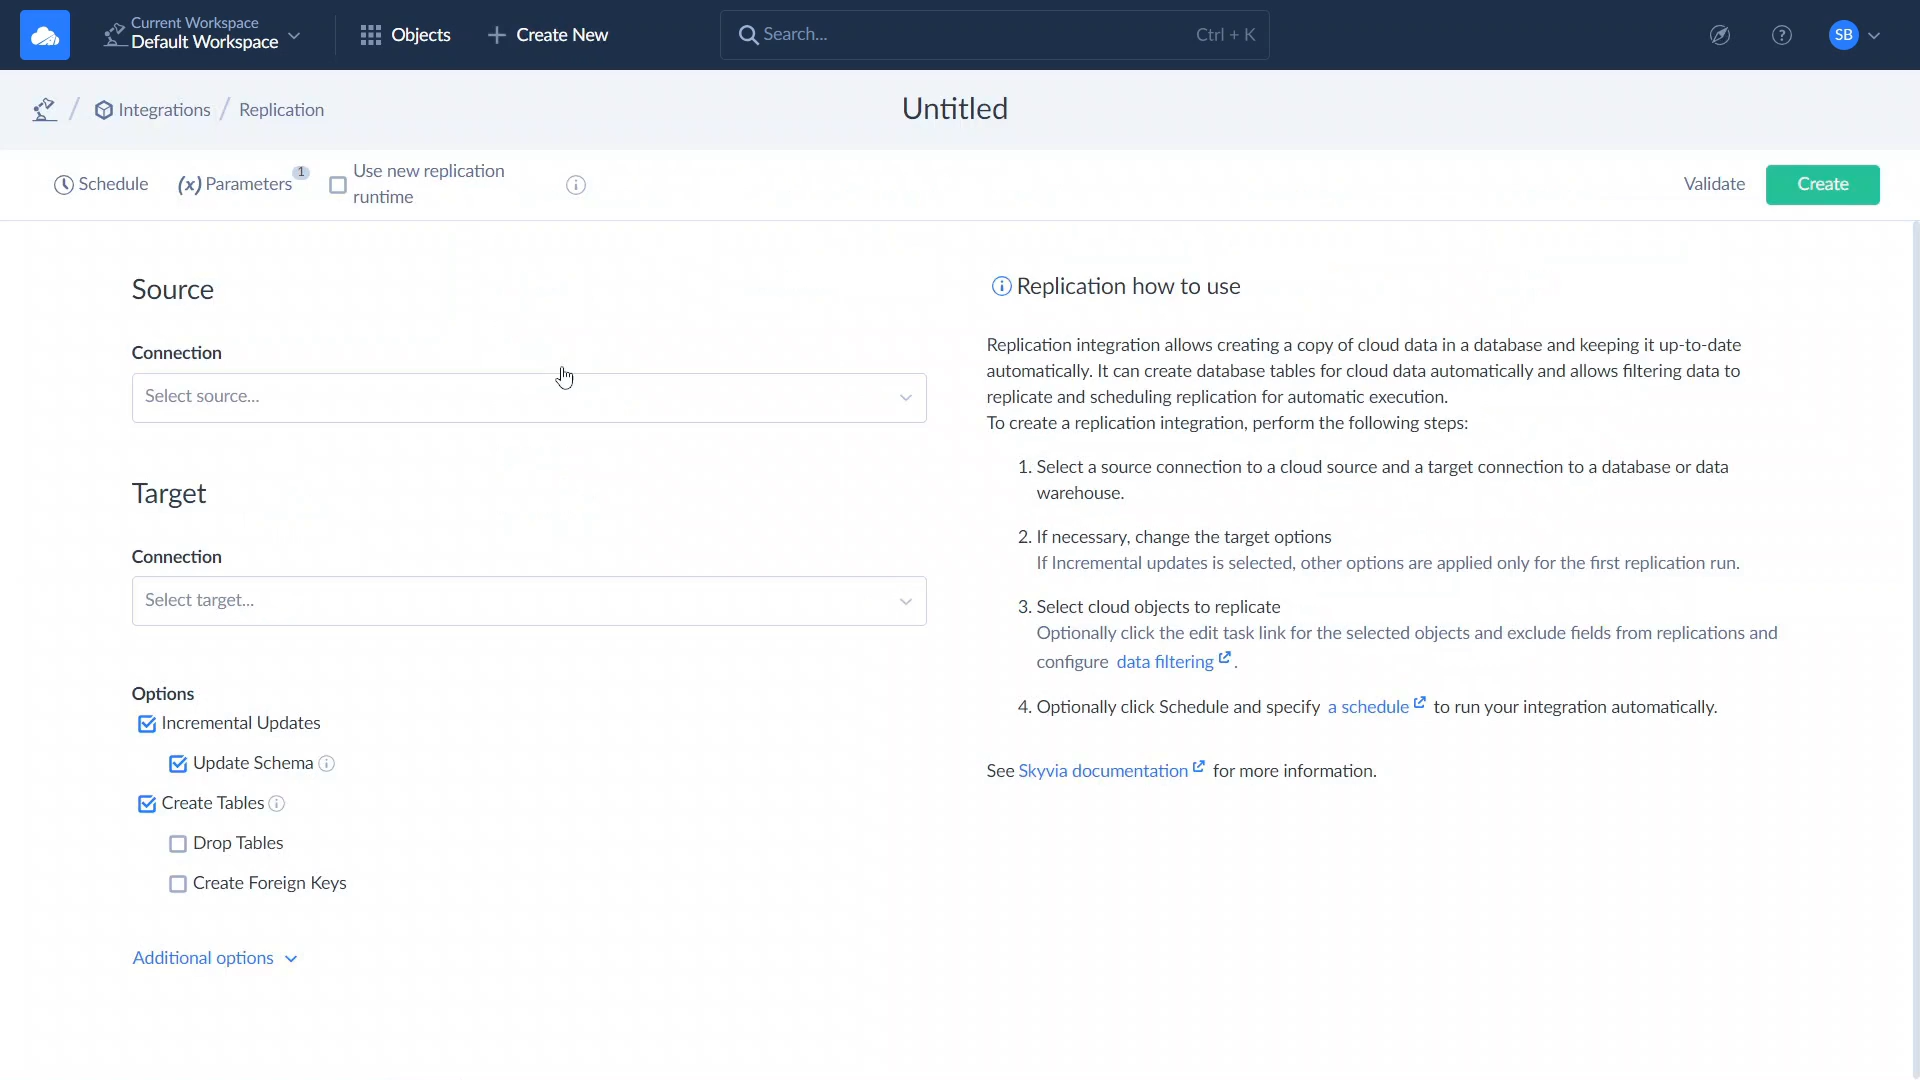 Current Workspace
Default Workspace
Objects
Create New
Search...
Ctrl + K
SB
/ Integrations / Replication
Untitled
Schedule
(x) Parameters 1
Use new replication
runtime
Validate
Create
Source
Connection
Select source...
Target
Connection
Select target...
Options
Incremental Updates
Update Schema
Create Tables
Drop Tables
Create Foreign Keys
Additional options
Replication how to use
Replication integration allows creating a copy of cloud data in a database and keeping it up-to-date
automatically. It can create database tables for cloud data automatically and allows filtering data to
replicate and scheduling replication for automatic execution.
To create a replication integration, perform the following steps:
1. Select a source connection to a cloud source and a target connection to a database or data
warehouse.
2. If necessary, change the target options
If Incremental updates is selected, other options are applied only for the first replication run.
3. Select cloud objects to replicate
Optionally click the edit task link for the selected objects and exclude fields from replications and
configure data filtering .
4. Optionally click Schedule and specify a schedule to run your integration automatically.
See Skyvia documentation for more information.